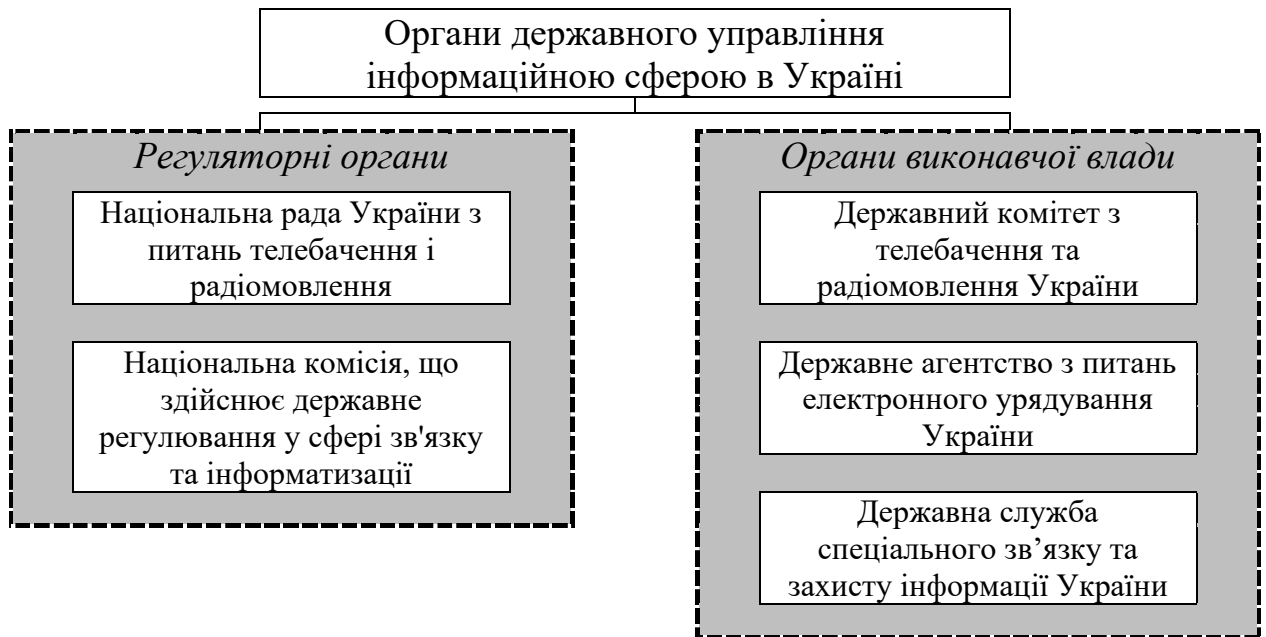 Органи державного управління
інформаційною сферою в Україні
Регуляторні органи
Національна рада України з
питань телебачення і
радіомовлення
Національна комісія, що
здійснює державне
регулювання у сфері зв'язку
та інформатизації
Органи виконавчої влади
Державний комітет з
телебачення та
радіомовлення України
Державне агентство з питань
електронного урядування
України
Державна служба
спеціального зв’язку та
захисту інформації України